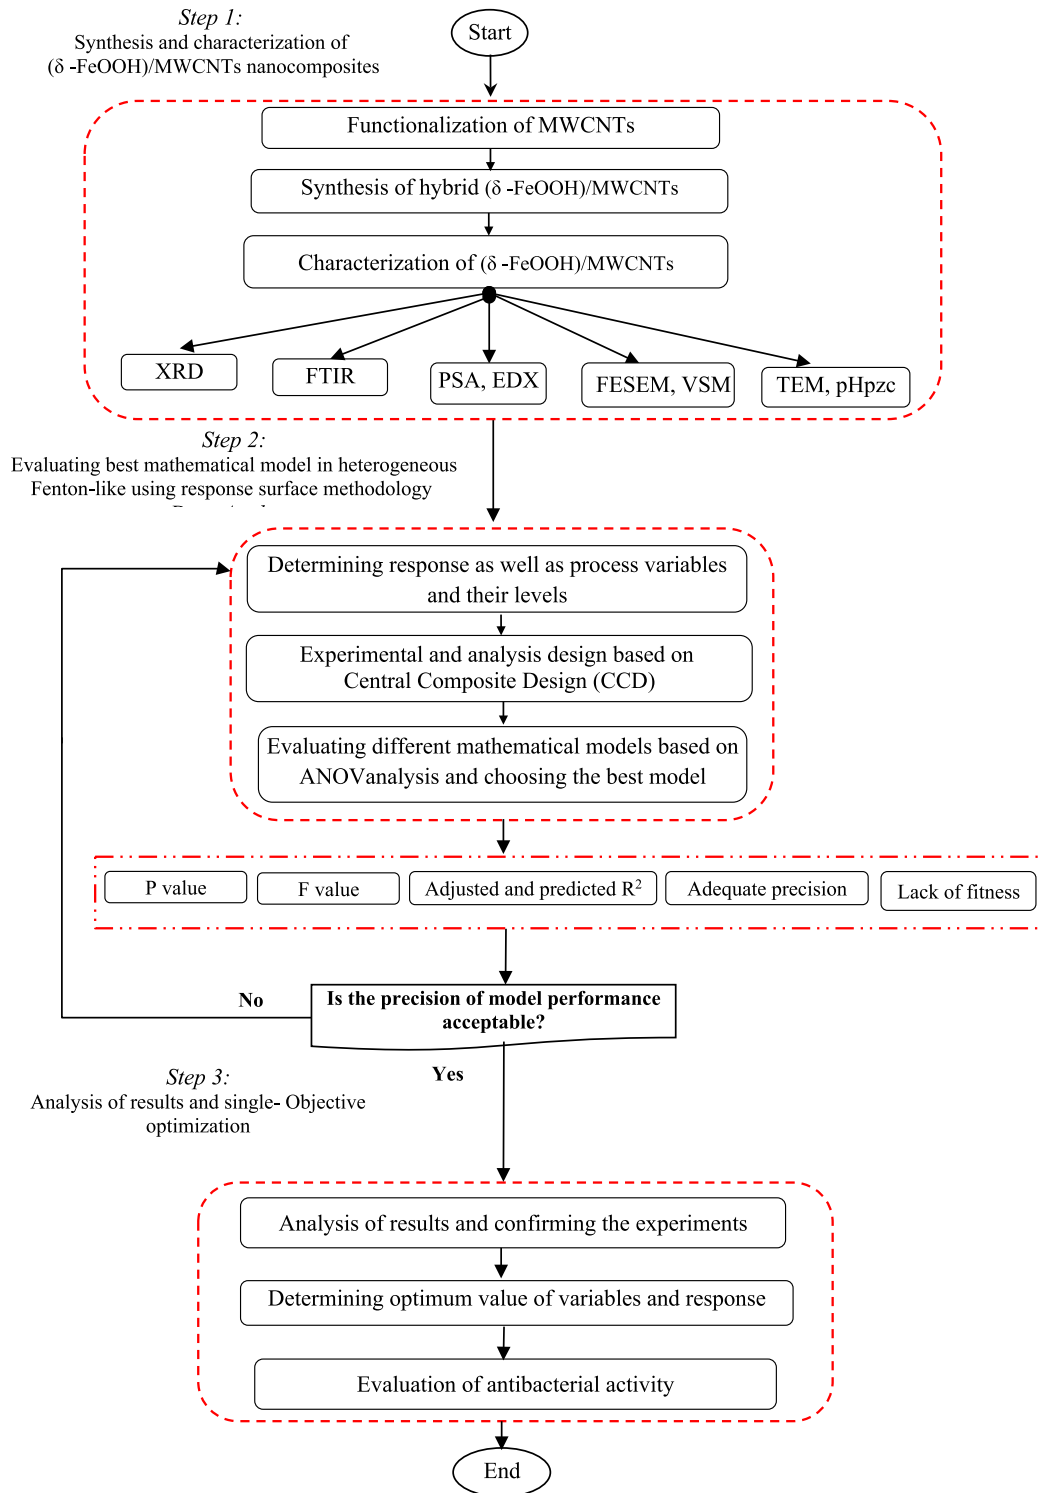 Step 1:
Synthesis and characterization of
(δ -FeOOH)/MWCNTs nanocomposites
Start
Functionalization of MWCNTs
Synthesis of hybrid (δ -FeOOH)/MWCNTs
Characterization of (δ -FeOOH)/MWCNTs
XRD
FTIR
PSA, EDX
FESEM, VSM
TEM, pHpzc
Step 2:
Evaluating best mathematical model in heterogeneous
Fenton-like using response surface methodology
Determining response as well as process variables
and their levels
Experimental and analysis design based on
Central Composite Design (CCD)
Evaluating different mathematical models based on
ANOVanalysis and choosing the best model
P value
F value
Adjusted and predicted R²
Adequate precision
Lack of fitness
Is the precision of model performance
acceptable?
No
Yes
Step 3:
Analysis of results and single- Objective
optimization
Analysis of results and confirming the experiments
Determining optimum value of variables and response
Evaluation of antibacterial activity
End